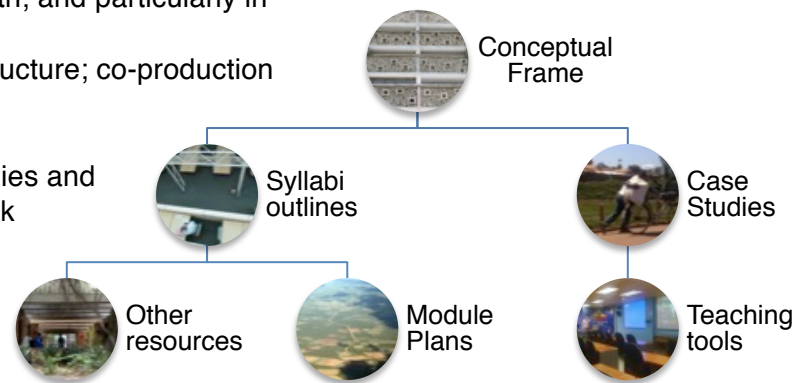 and particularly in
ucture; co-production
ies and
k
Conceptual
Frame
Syllabi
outlines
Case
Studies
Other
resources
Module
Plans
Teaching
tools